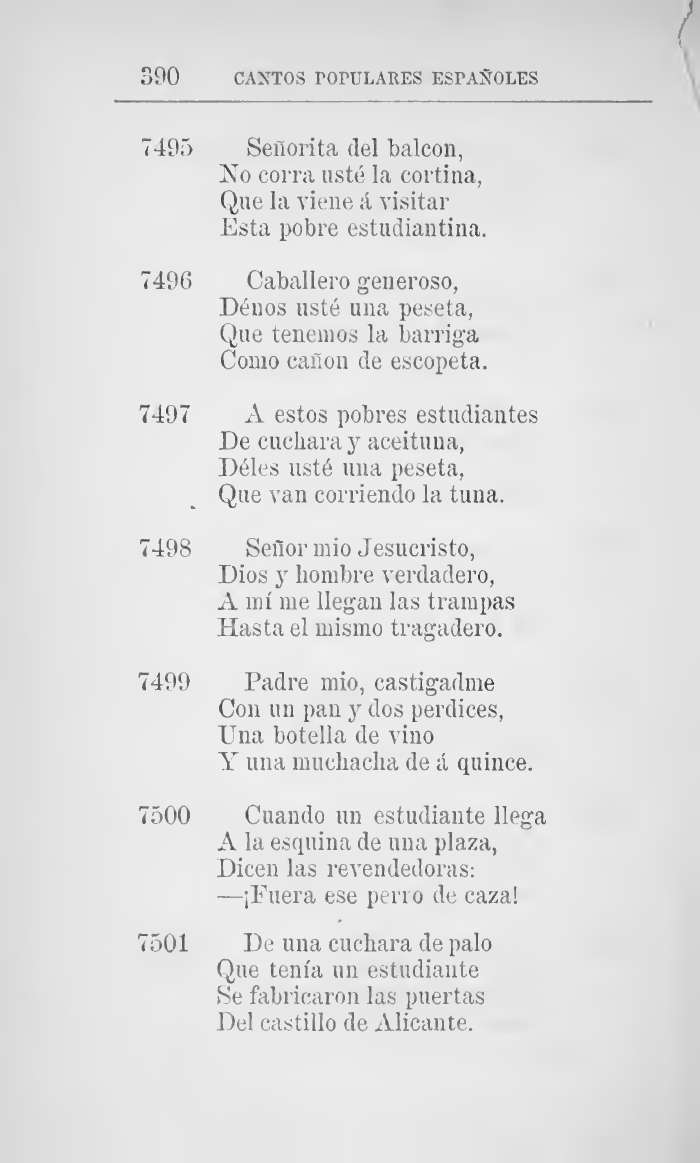 390 CANTOS POPULARES ESPAÑOLES
7495 Señorita del balcon,
No corra usté la cortina,
Que la viene á visitar
Esta pobre estudiantina.
7496 Caballero generoso,
Dénos usté una peseta,
Que tenemos la barriga
Como cañon de escopeta.
7497 A estos pobres estudiantes
De cuchara y aceituna,
Déles usté una peseta,
Que van corriendo la tuna.
7498 Señor mio Jesucristo,
Dios y hombre verdadero,
A mí me llegan las trampas
Hasta el mismo tragadero.
7499 Padre mio, castigadme
Con un pan y dos perdices,
Una botella de vino
Y una muchacha de á quince.
7500 Cuando un estudiante llega
A la esquina de una plaza,
Dicen las revendedoras:
—¡Fuera ese perro de caza!
7501 De una cuchara de palo
Que tenía un estudiante
Se fabricaron las puertas
Del castillo de Alicante.